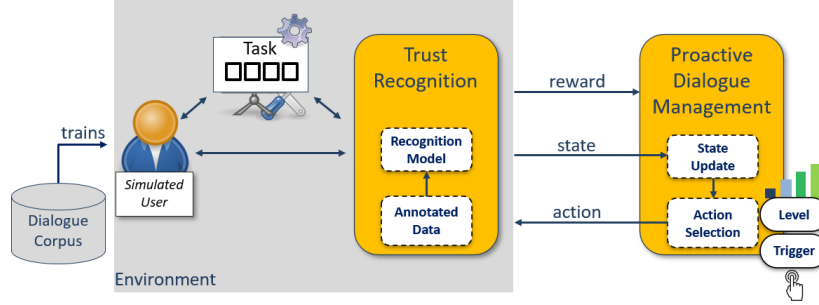 Task
Trust
Recognition
Recognition
Model
Annotated
Data
trains
Simulated
User
Dialogue
Corpus
Environment
reward
state
action
Proactive
Dialogue
Management
State
Update
Action
Selection
Level
Trigger